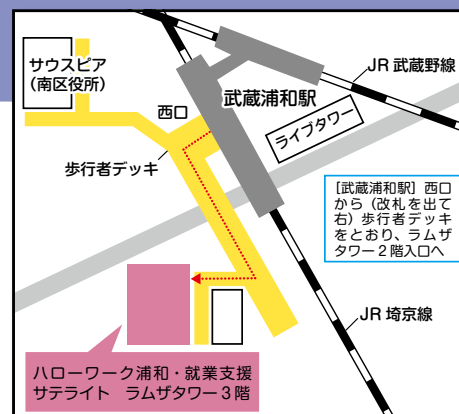 サウスピア
(南区役所)
西口
武蔵浦和駅
JR 武蔵野線
ライブタワー
歩行者デッキ
[武蔵浦和駅] 西口
から(改札を出て
右)歩行者デッキ
をとおり、ラムザ
タワー2階入口へ
JR 埼京線
ハローワーク浦和・就業支援
サテライト ラムザタワー3階